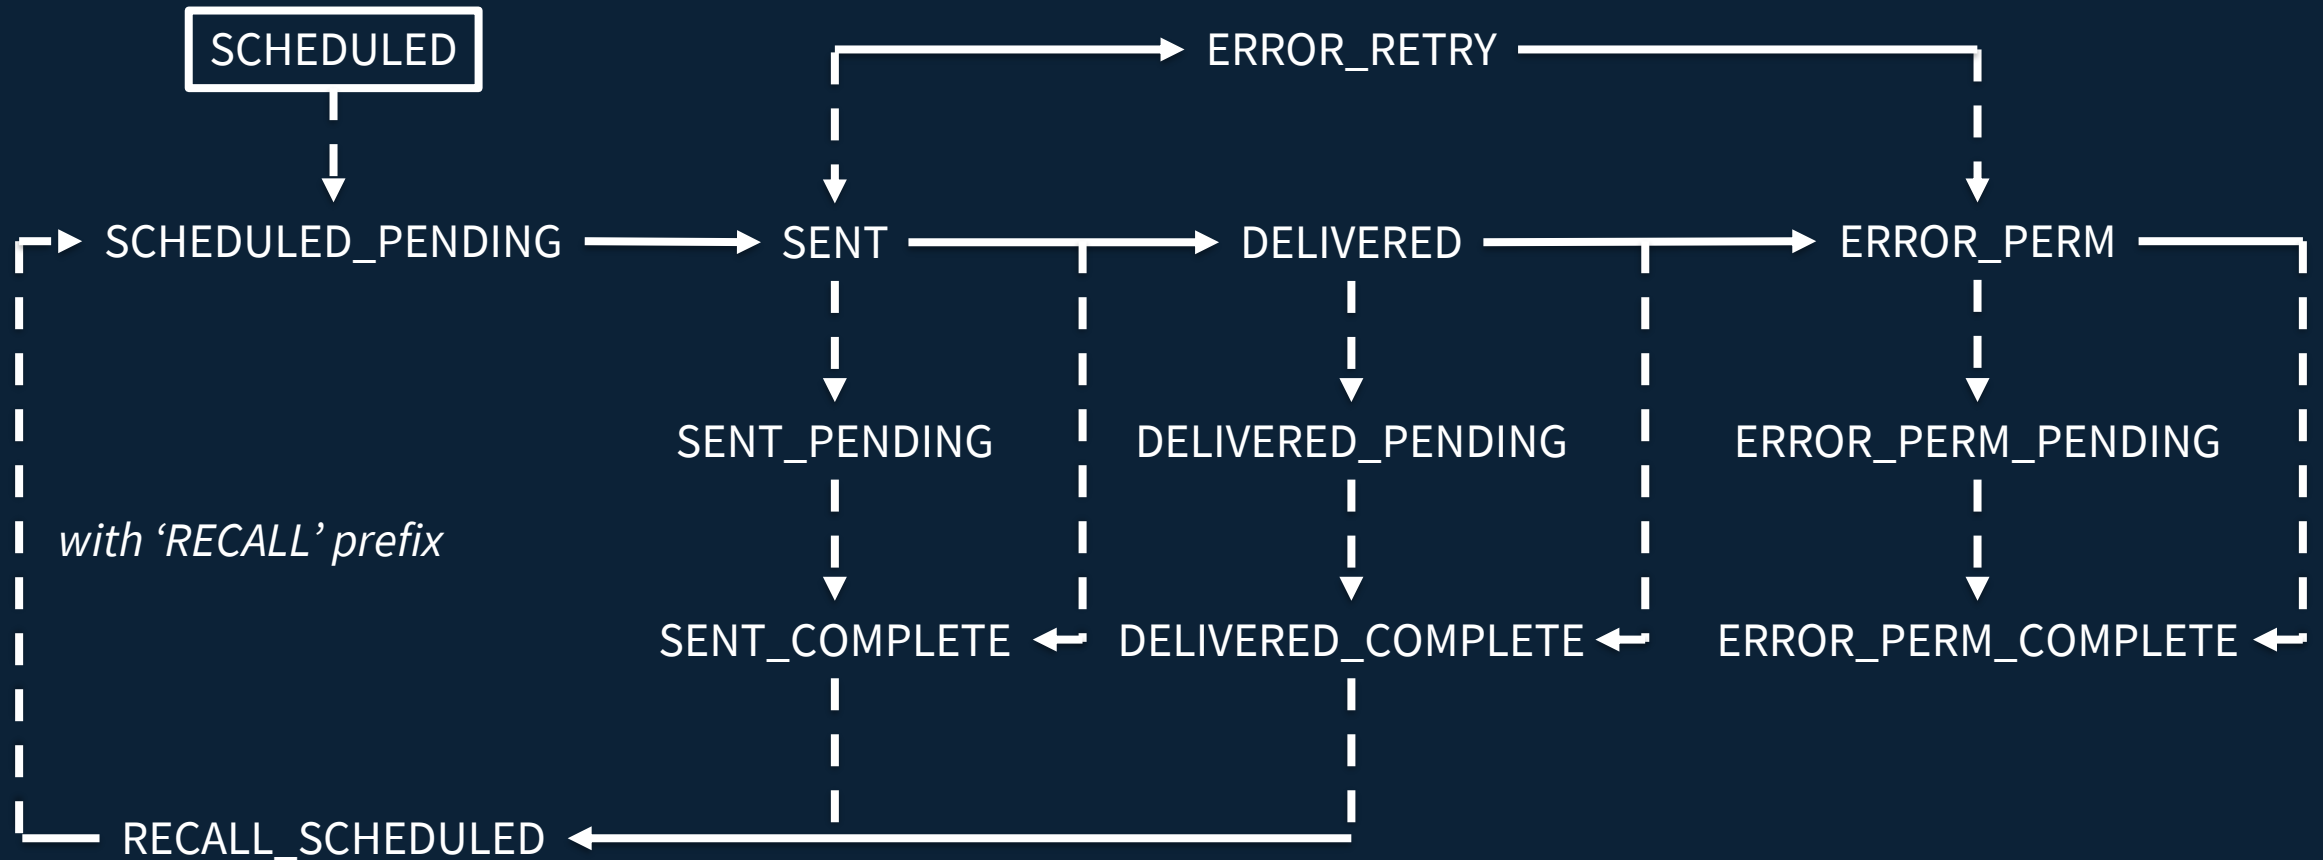 SCHEDULED
ERROR_RETRY
SCHEDULED_PENDING
SENT
DELIVERED
ERROR_PERM
SENT_PENDING
DELIVERED_PENDING
ERROR_PERM_PENDING
with ‘RECALL’ prefix
SENT_COMPLETE
DELIVERED_COMPLETE
ERROR_PERM_COMPLETE
RECALL_SCHEDULED